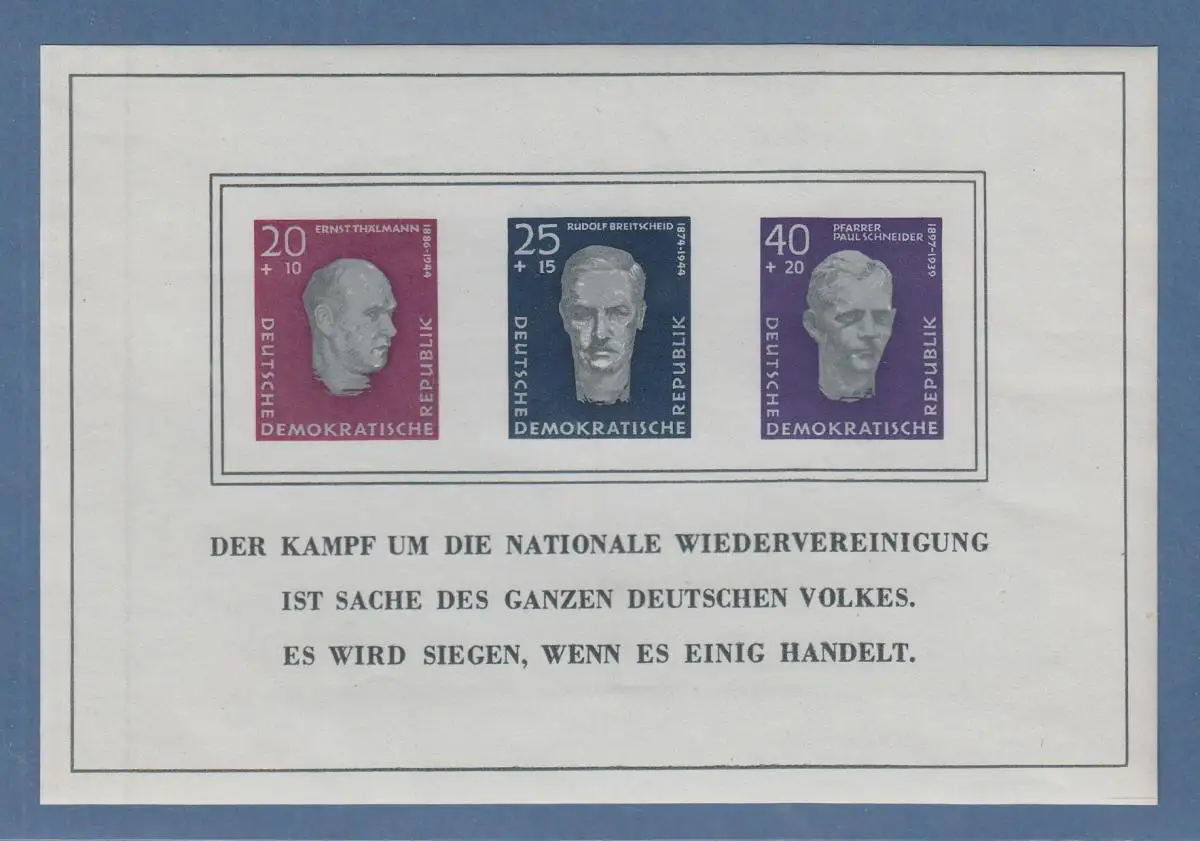 20
+ 10
ERNST THÄLMANN
1886-1944
DEUTSCHE
DEMOKRATISCHE
REPUBLIK
25
+ 15
RUDOLF BREITSCHEID
1874-1944
DEUTSCHE
DEMOKRATISCHE
REPUBLIK
40
+ 20
PFARRER
PAUL SCHNEIDER
1897-1939
DEUTSCHE
DEMOKRATISCHE
REPUBLIK
DER KAMPF UM DIE NATIONALE WIEDERVEREINIGUNG
IST SACHE DES GANZEN DEUTSCHEN VOLKES.
ES WIRD SIEGEN, WENN ES EINIG HANDELT.